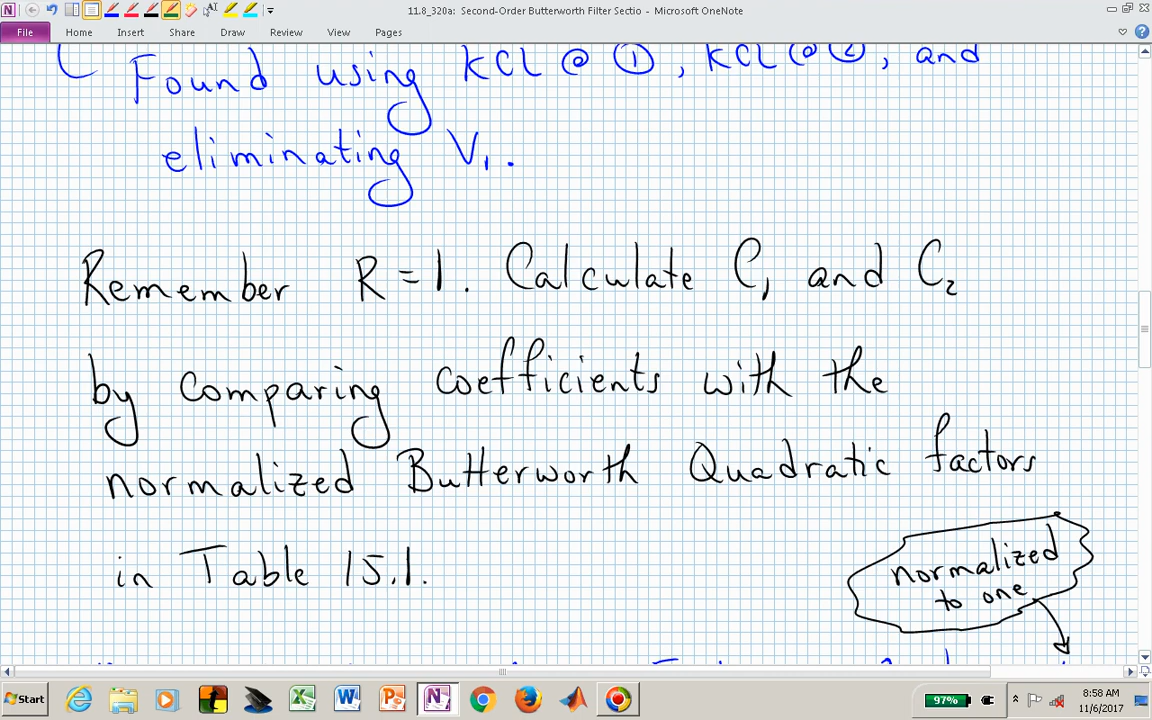 11.8_320a: Second-Order Butterworth Filter Sectio - Microsoft OneNote
File Home Insert Share Draw Review View Pages
Found using KCL @ ①, KCL @ ②, and
eliminating V₁.
Remember R = 1. Calculate C₁ and C₂
by comparing coefficients with the
normalized Butterworth Quadratic factors
in Table 15.1.
normalized
to one
Start
97%
8:58 AM
11/6/2017